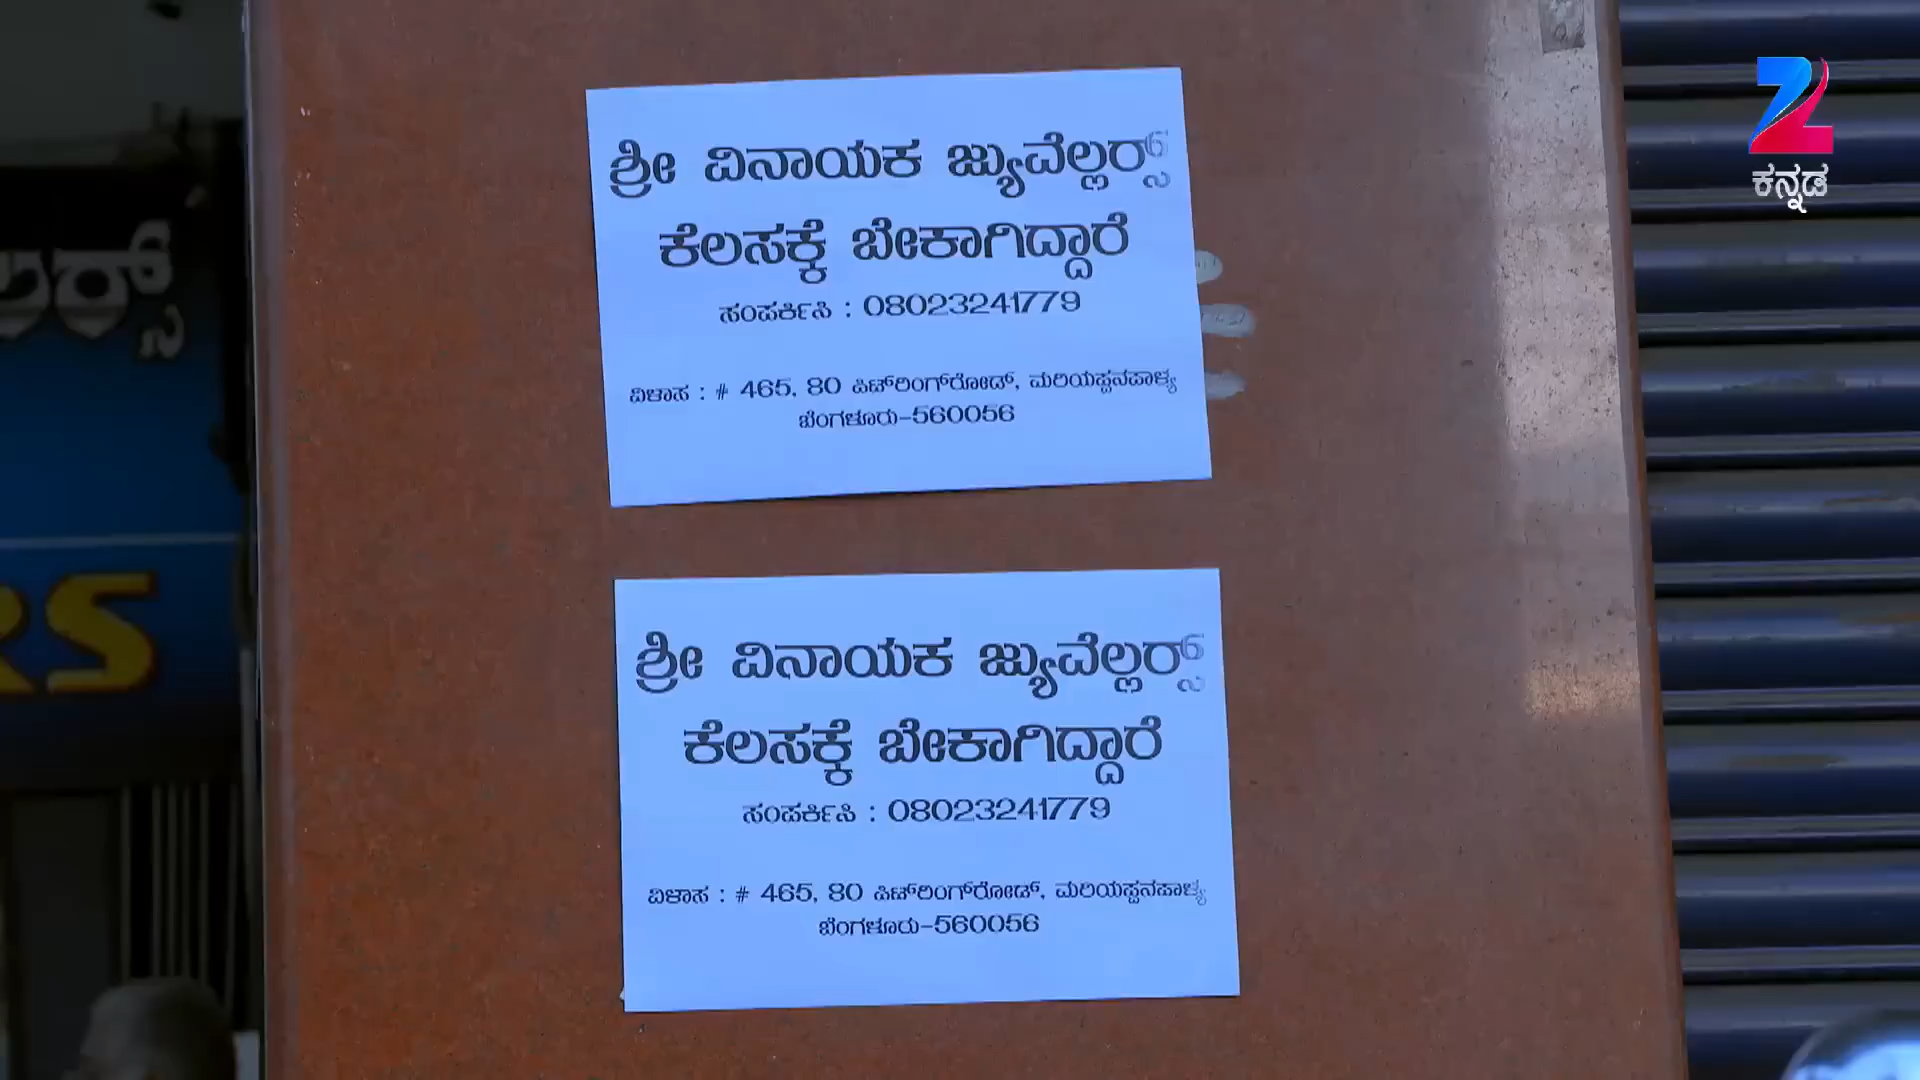 ಶ್ರೀ ವಿನಾಯಕ ಜ್ಯುವೆಲ್ಲರ್ಸ್
ಕೆಲಸಕ್ಕೆ ಬೇಕಾಗಿದ್ದಾರೆ
ಸಂಪರ್ಕಿಸಿ : 08023241779
ವಿಳಾಸ : # 465, 80 ಪಿಟ್‌ರಿಂಗ್‌ರೋಡ್, ಮರಿಯಪ್ಪನಪಾಳ್ಯ
ಬೆಂಗಳೂರು-560056
ಶ್ರೀ ವಿನಾಯಕ ಜ್ಯುವೆಲ್ಲರ್ಸ್
ಕೆಲಸಕ್ಕೆ ಬೇಕಾಗಿದ್ದಾರೆ
ಸಂಪರ್ಕಿಸಿ : 08023241779
ವಿಳಾಸ : # 465, 80 ಪಿಟ್‌ರಿಂಗ್‌ರೋಡ್, ಮರಿಯಪ್ಪನಪಾಳ್ಯ
ಬೆಂಗಳೂರು-560056
ಕನ್ನಡ